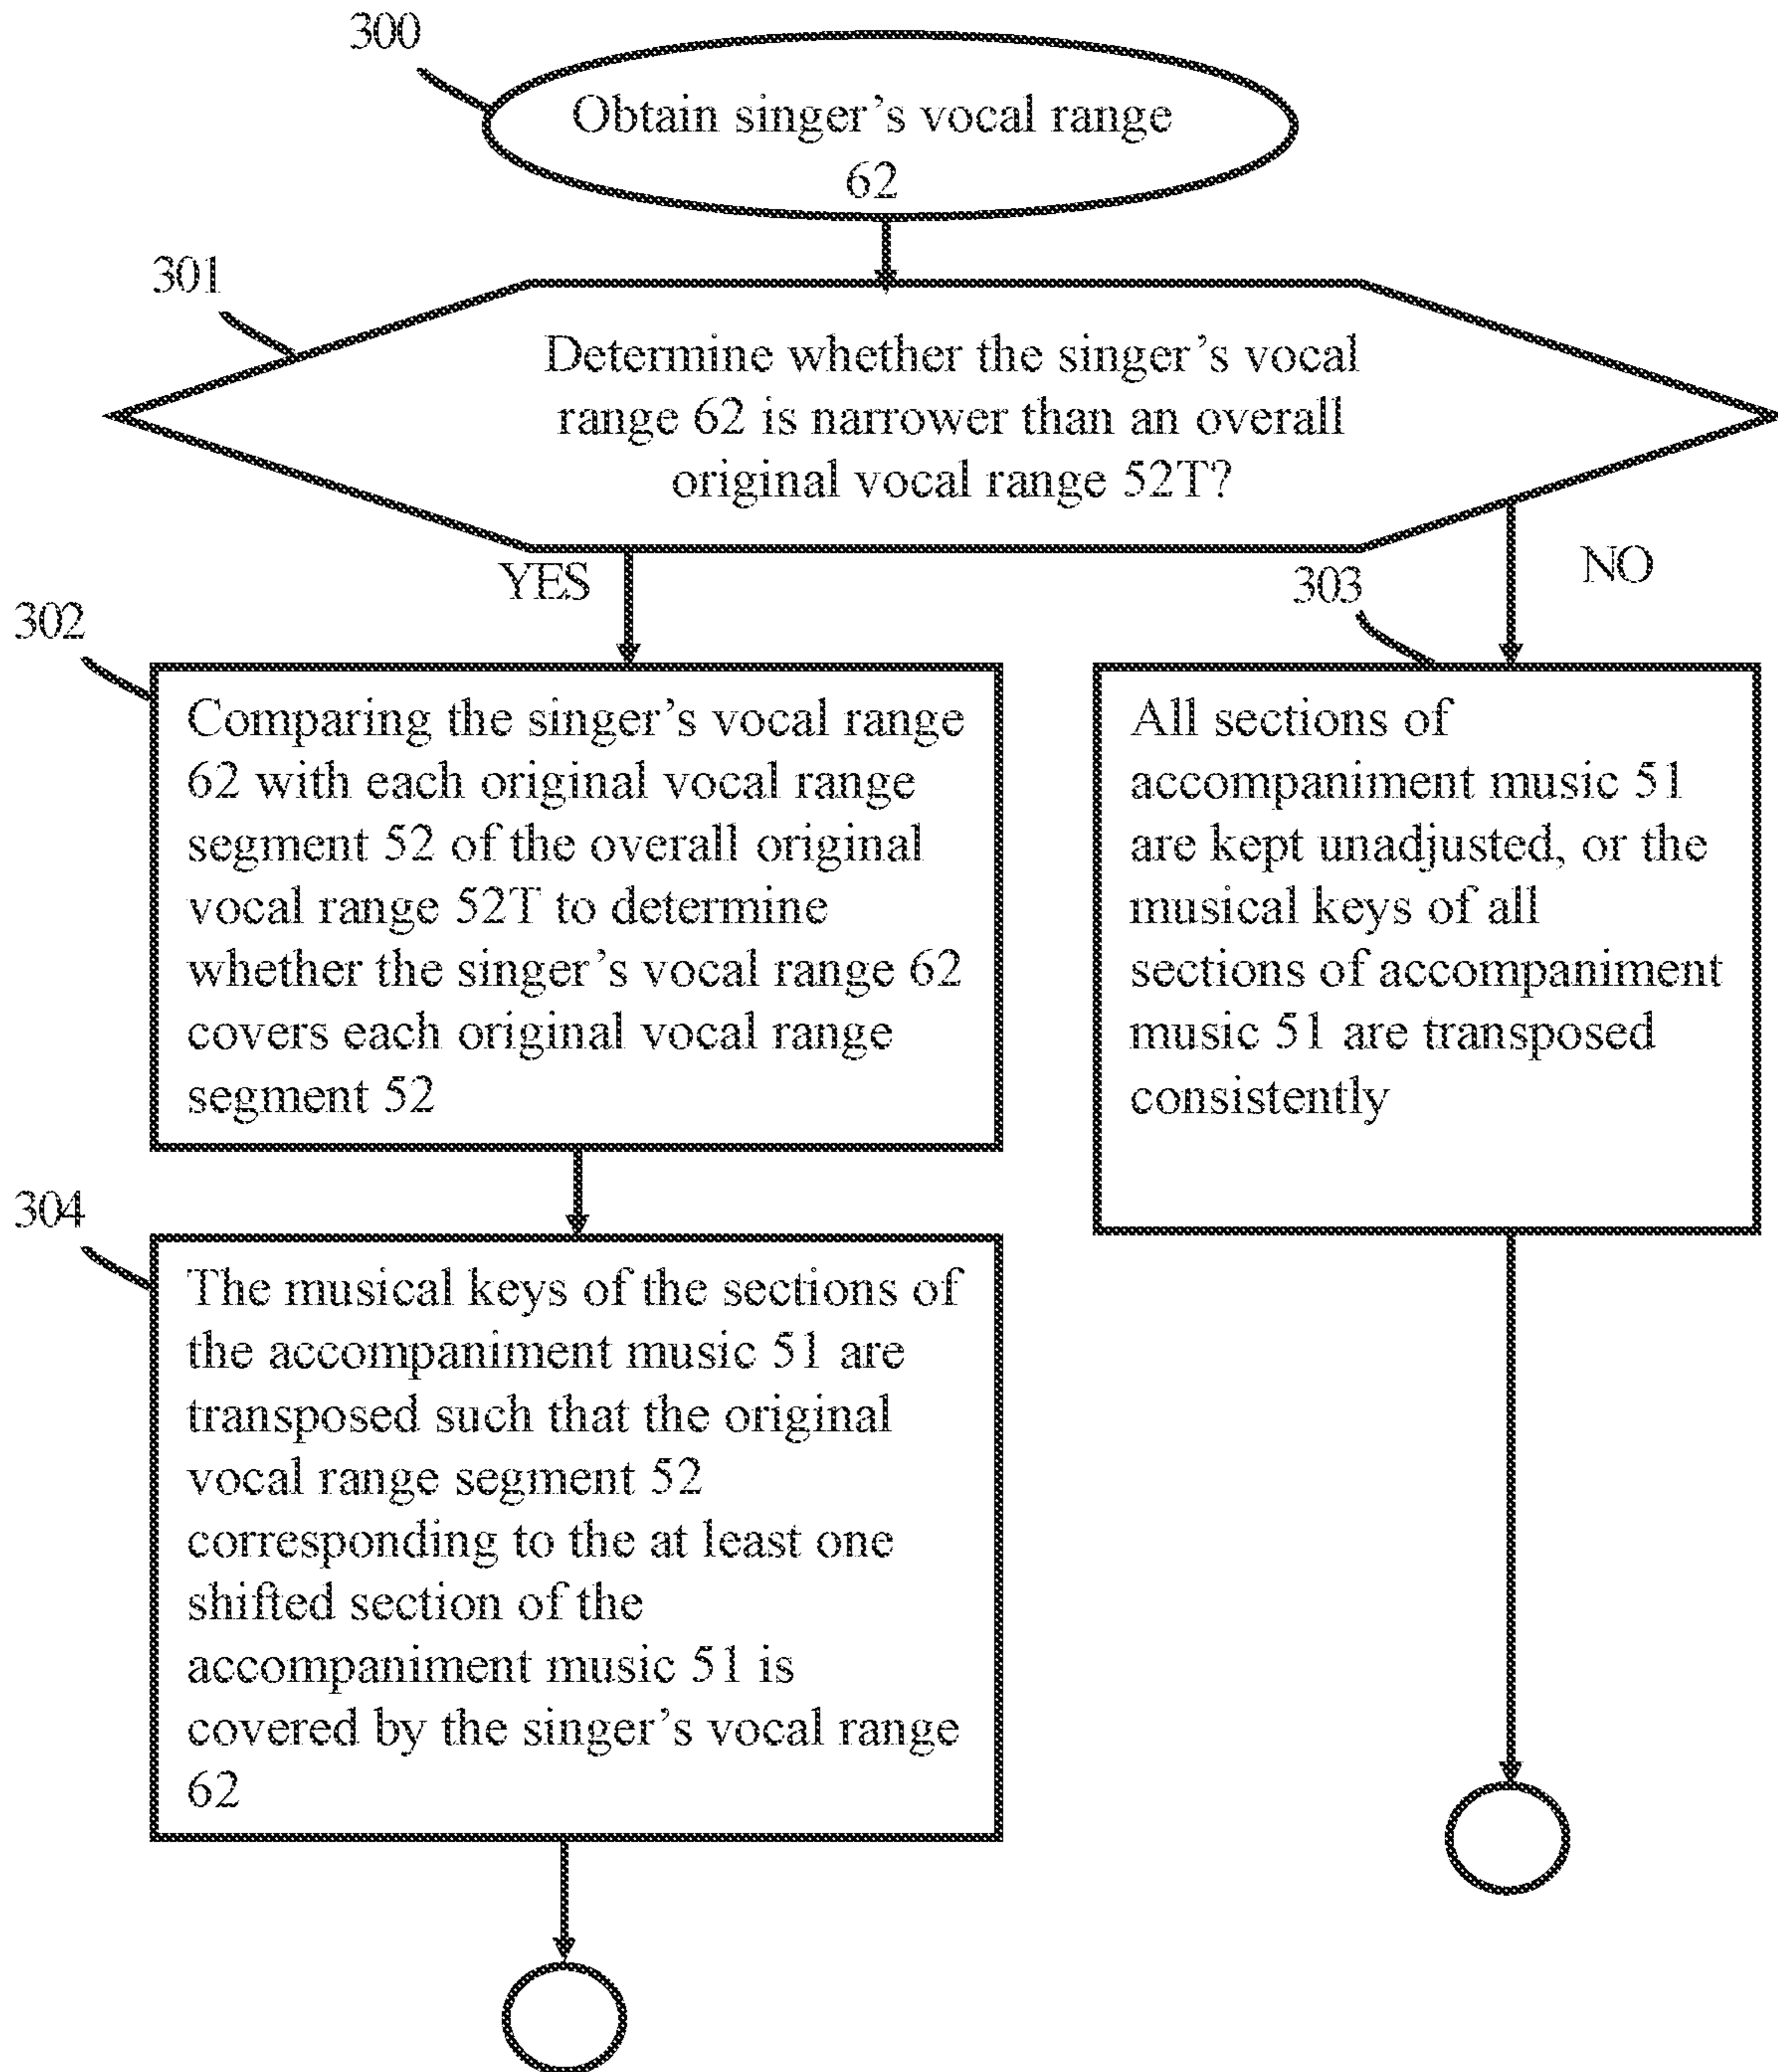 300
Obtain singer's vocal range
62
301
Determine whether the singer's vocal
range 62 is narrower than an overall
original vocal range 52T?
YES
NO
302
Comparing the singer's vocal range
62 with each original vocal range
segment 52 of the overall original
vocal range 52T to determine
whether the singer's vocal range 62
covers each original vocal range
segment 52
303
All sections of
accompaniment music 51
are kept unadjusted, or the
musical keys of all
sections of accompaniment
music 51 are transposed
consistently
304
The musical keys of the sections of
the accompaniment music 51 are
transposed such that the original
vocal range segment 52
corresponding to the at least one
shifted section of the
accompaniment music 51 is
covered by the singer's vocal range
62